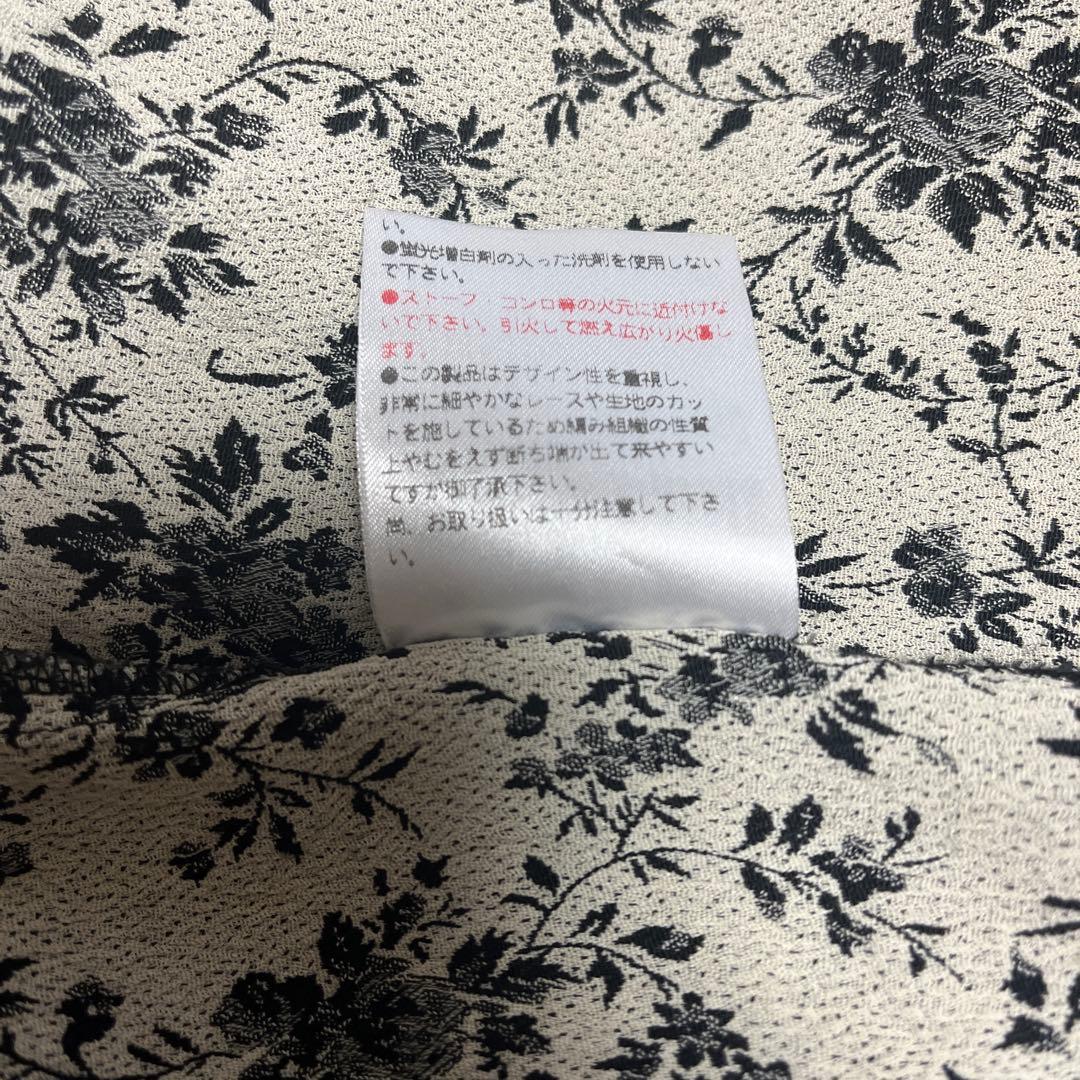 い。
●蛍光増白剤の入った洗剤を使用しない
で下さい。
●ストーブ・コンロ等の火元に近付けな
いで下さい。引火して燃え広がり火傷し
ます。
●この製品はデザイン性を重視し、
非常に細やかなレースや生地のカッ
トを施しているため編み組織の性質
上やむをえず断ち端が出て来やすい
ですが御了承下さい。
尚、お取り扱いは十分注意して下さ
い。